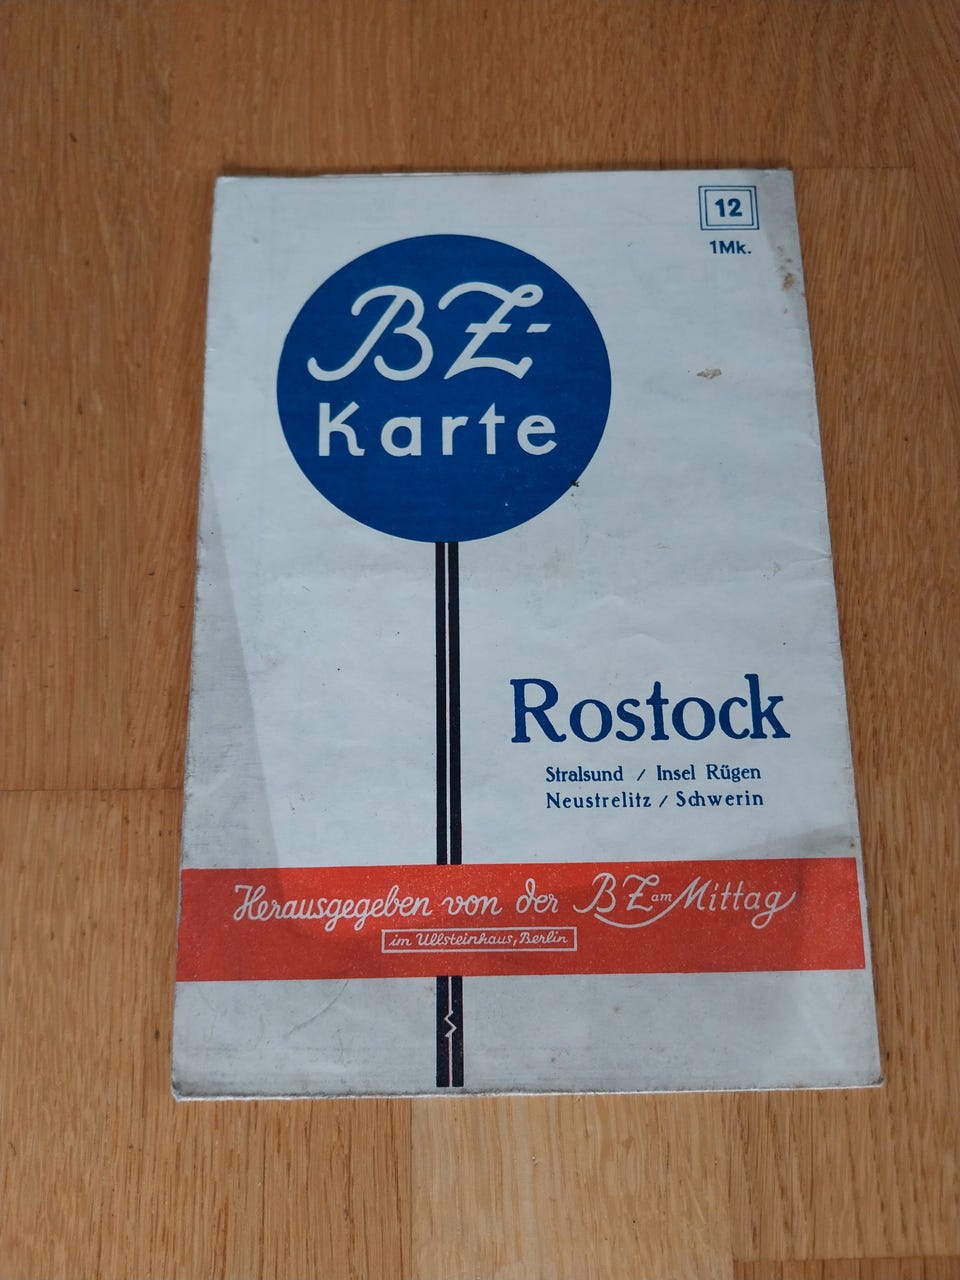 12
1Mk.
BZ-
Karte
Rostock
Stralsund / Insel Rügen
Neustrelitz / Schwerin
Herausgegeben von der BZ am Mittag
im Ullsteinhaus, Berlin